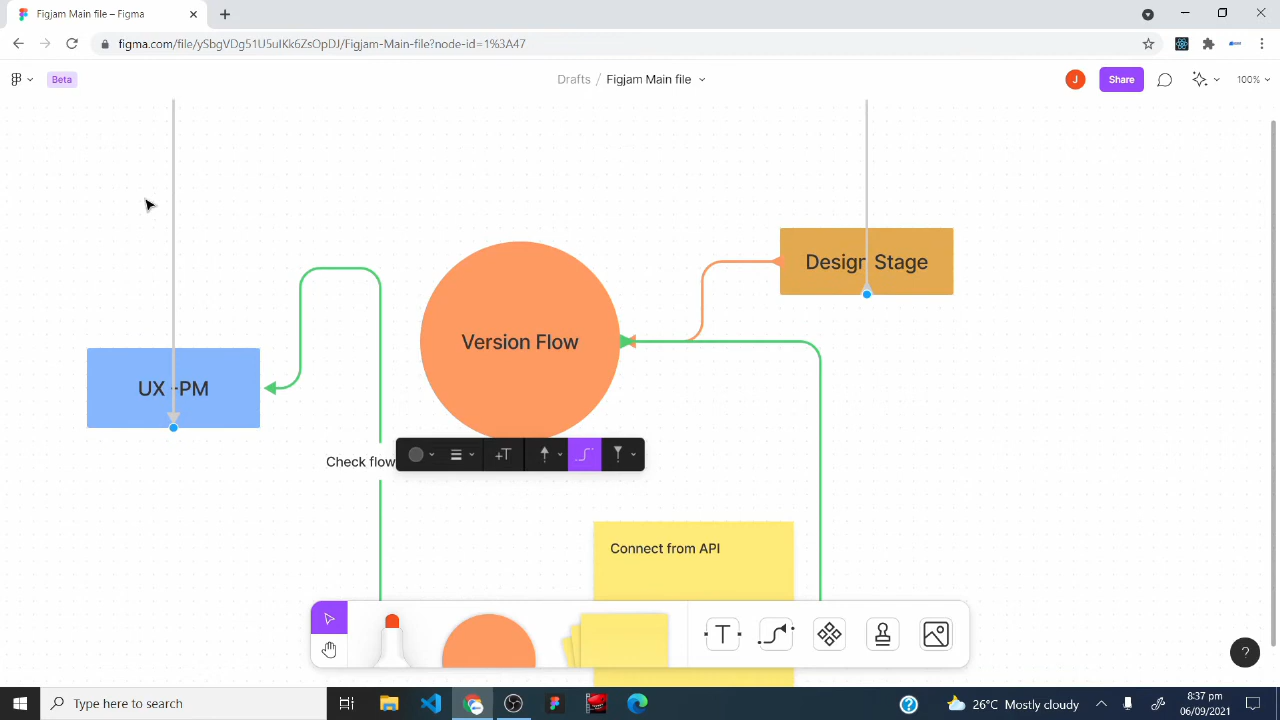 Figjam Main file – Figma
figma.com/file/ySbgVDg51U5uIKk6ZsOpDJ/Figjam-Main-file?node-id=1%3A47
Beta
Drafts / Figjam Main file
J
Share
100%
Design Stage
Version Flow
UX -PM
Check flow
+T
Connect from API
T
?
Type here to search
?
26°C Mostly cloudy
8:37 pm
06/09/2021